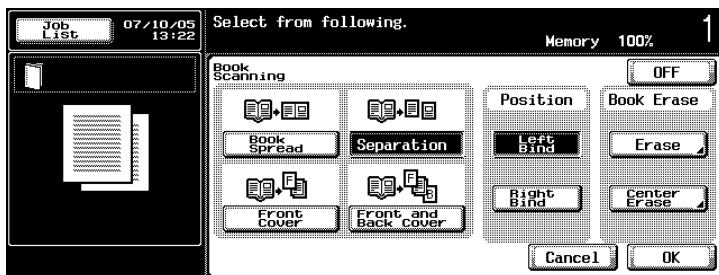 Job
List
07/10/05
13:22
Select from following.
Memory 100% 1
Book
Scanning
OFF
Position
Book Erase
Book
Spread
Separation
Left
Bind
Erase
F
F
B
Front
Cover
Front and
Back Cover
Right
Bind
Center
Erase
Cancel
OK